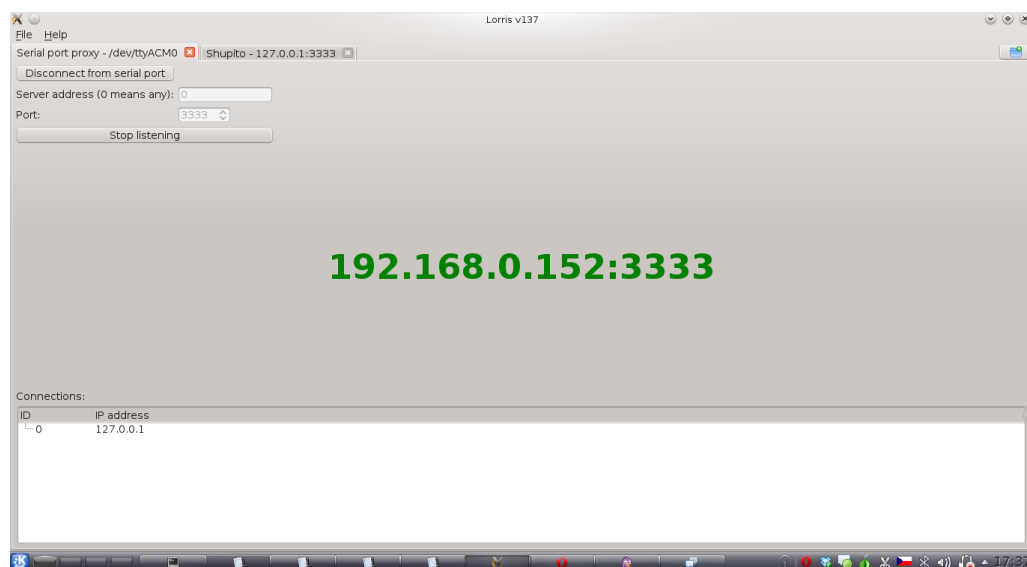 Lorris v137
File Help
Serial port proxy - /dev/ttyACM0 Shupito - 127.0.0.1:3333
Disconnect from serial port
Server address (0 means any): 0
Port: 3333
Stop listening
192.168.0.152:3333
Connections:
ID IP address
0 127.0.0.1